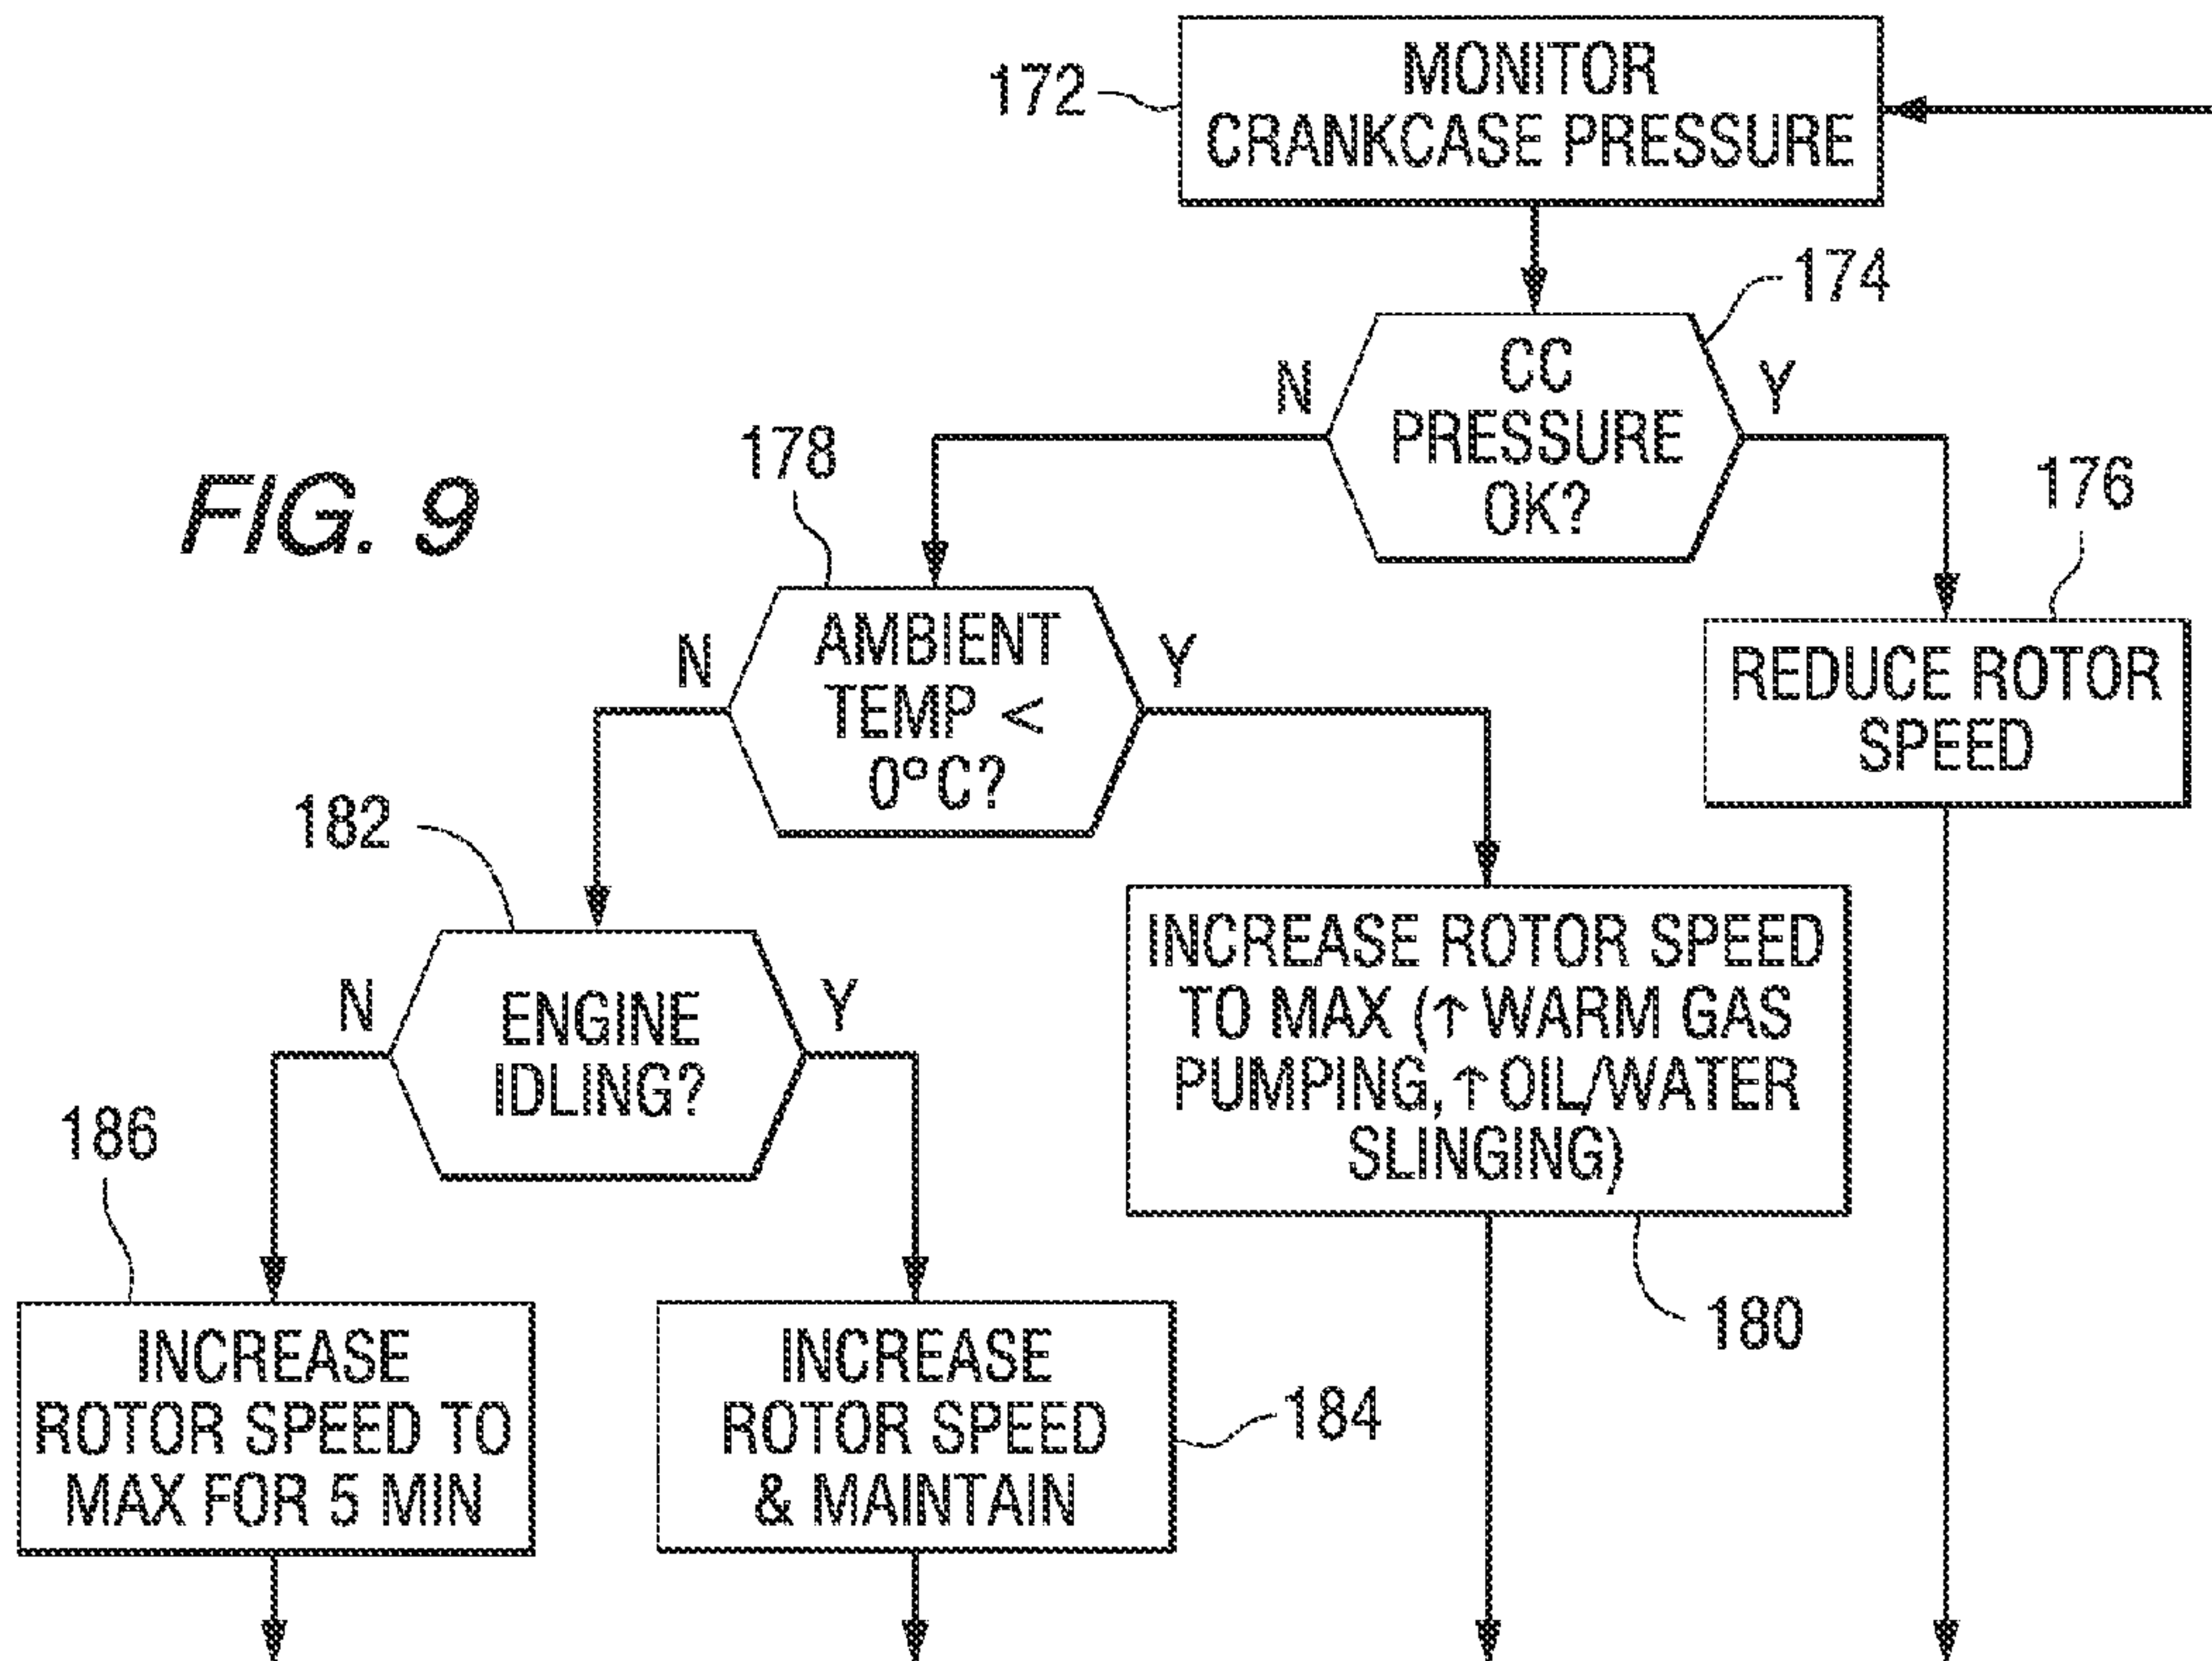 MONITOR
CRANKCASE PRESSURE
172
174
CC
PRESSURE
OK?
N
Y
178
FIG. 9
176
AMBIENT
TEMP <
0°C?
N
Y
REDUCE ROTOR
SPEED
182
ENGINE
IDLING?
N
Y
INCREASE ROTOR SPEED
TO MAX (↑ WARM GAS
PUMPING, ↑ OIL/WATER
SLINGING)
186
180
INCREASE
ROTOR SPEED TO
MAX FOR 5 MIN
INCREASE
ROTOR SPEED
& MAINTAIN
184